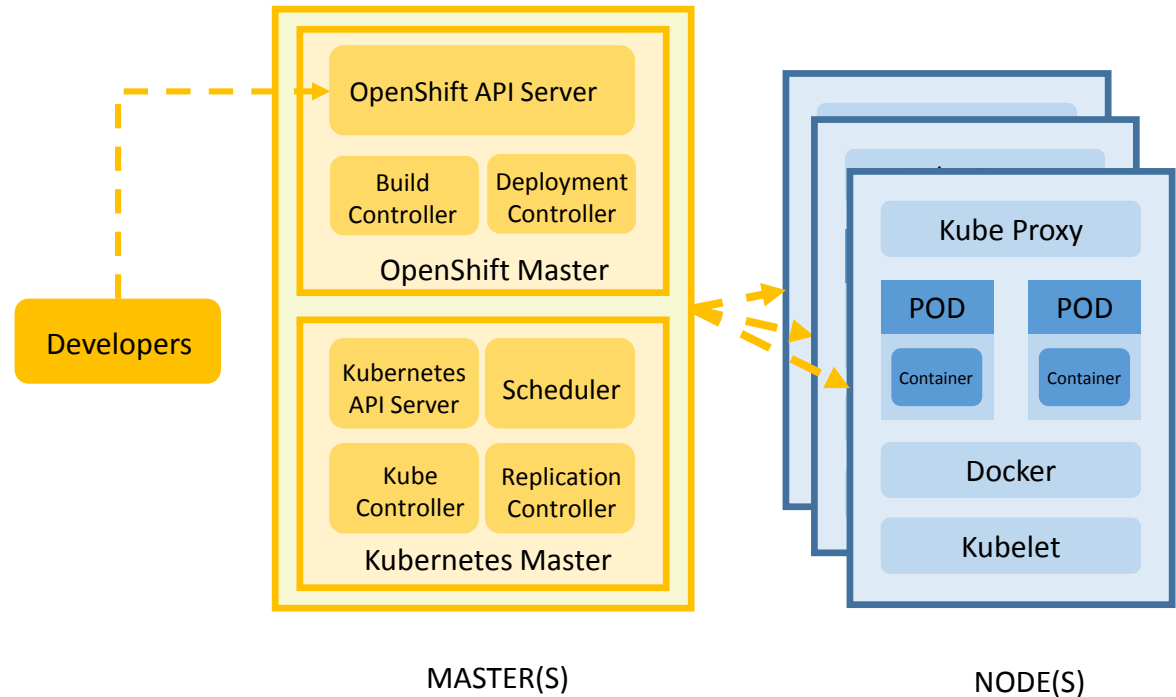 OpenShift API Server
Build
Controller
Deployment
Controller
OpenShift Master
Developers
Kubernetes
API Server
Scheduler
Kube
Controller
Replication
Controller
Kubernetes Master
MASTER(S)
Kube Proxy
POD
POD
Container
Container
Docker
Kubelet
NODE(S)